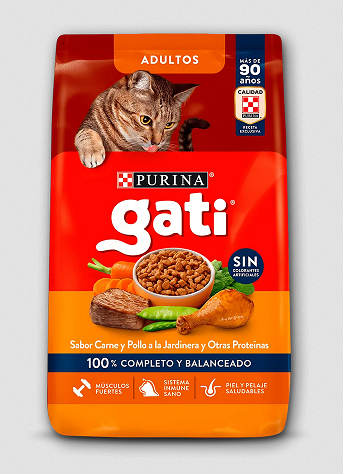 ADULTOS
MÁS DE
90
años
CALIDAD
PURINA
RECETA
EXCLUSIVA
PURINA®
gati®
SIN
COLORANTES
ARTIFICIALES
Sabor Carne y Pollo a la Jardinera y Otras Proteínas
100% COMPLETO Y BALANCEADO
MÚSCULOS
FUERTES
SISTEMA
INMUNE
SANO
PIEL Y PELAJE
SALUDABLES